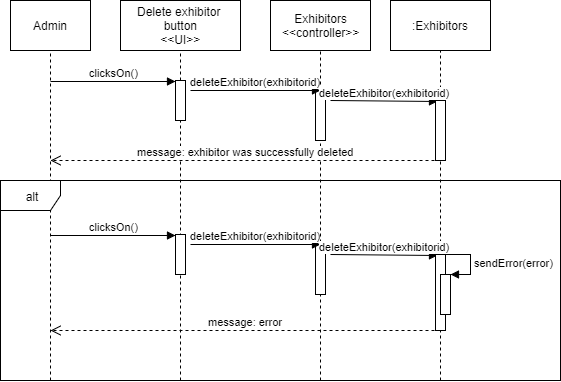 Admin
Delete exhibitor
button
<<UI>>
Exhibitors
<<controller>>
:Exhibitors
clicksOn()
deleteExhibitor(exhibitorid)
deleteExhibitor(exhibitorid)
message: exhibitor was successfully deleted
alt
clicksOn()
deleteExhibitor(exhibitorid)
deleteExhibitor(exhibitorid)
sendError(error)
message: error